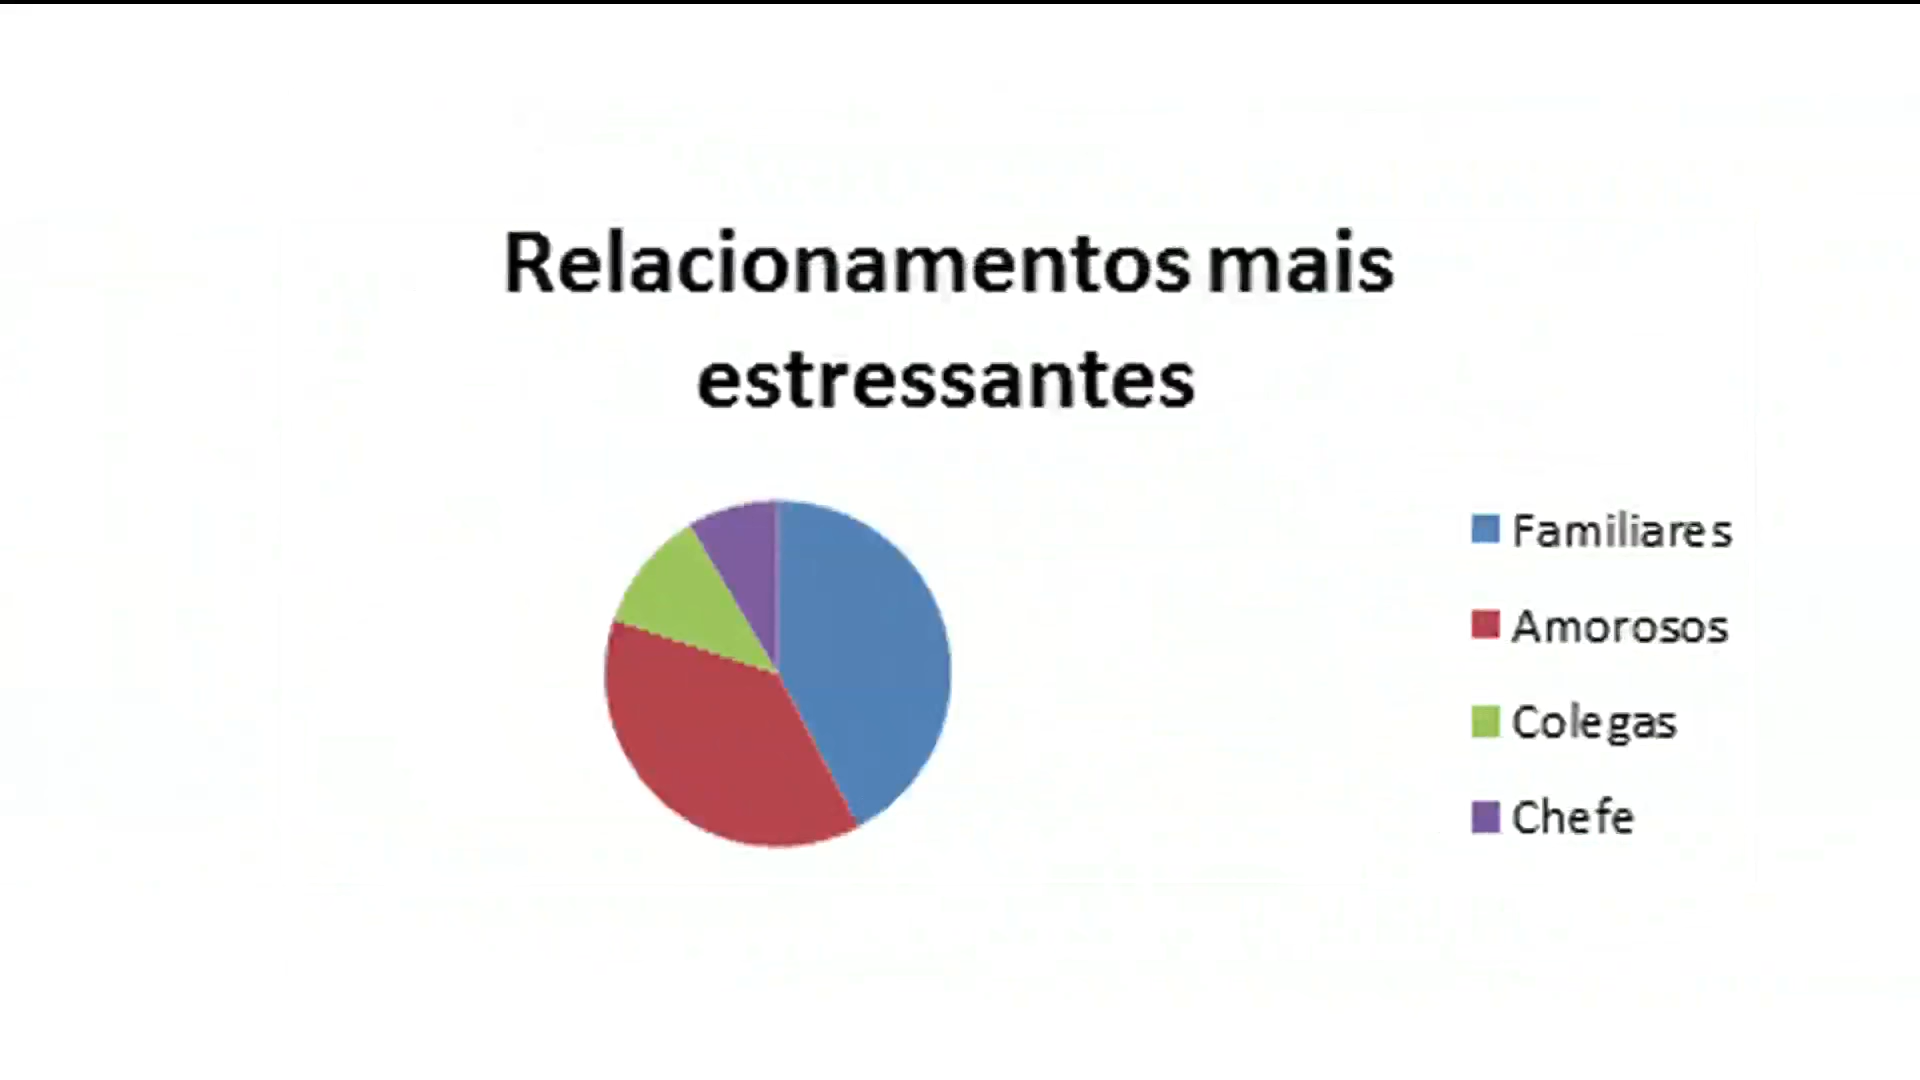 Relacionamentos mais
estressantes
Familiares
Amorosos
Colegas
Chefe